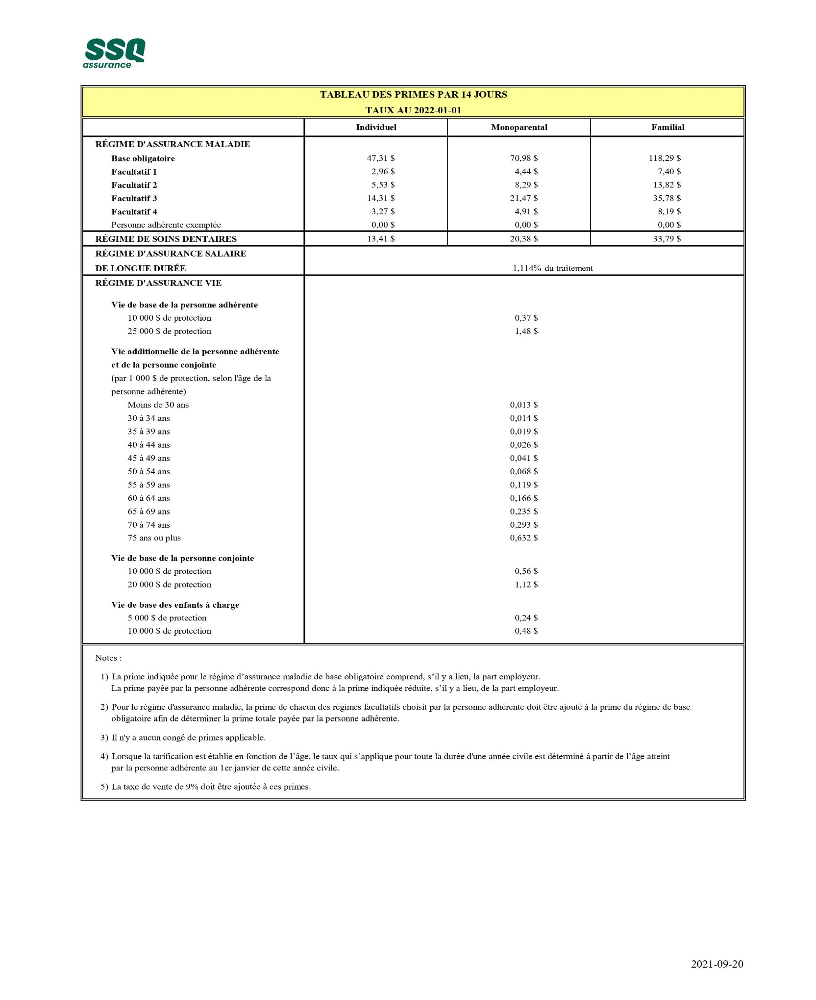 SSQ
assurance
TABLEAU DES PRIMES PAR 14 JOURS
TAUX AU 2022-01-01
Individuel Monoparental Familial
RÉGIME D'ASSURANCE MALADIE
Base obligatoire 47,31 $ 70,98 $ 118,29 $
Facultatif 1 2,96 $ 4,44 $ 7,40 $
Facultatif 2 5,53 $ 8,29 $ 13,82 $
Facultatif 3 14,31 $ 21,47 $ 35,78 $
Facultatif 4 3,27 $ 4,91 $ 8,19 $
Personne adhérente exemptée 0,00 $ 0,00 $ 0,00 $
RÉGIME DE SOINS DENTAIRES 13,41 $ 20,38 $ 33,79 $
RÉGIME D'ASSURANCE SALAIRE
DE LONGUE DURÉE 1,114% du traitement
RÉGIME D'ASSURANCE VIE
Vie de base de la personne adhérente
10 000 $ de protection 0,37 $
25 000 $ de protection 1,48 $
Vie additionnelle de la personne adhérente
et de la personne conjointe
(par 1 000 $ de protection, selon l'âge de la
personne adhérente)
Moins de 30 ans 0,013 $
30 à 34 ans 0,014 $
35 à 39 ans 0,019 $
40 à 44 ans 0,026 $
45 à 49 ans 0,041 $
50 à 54 ans 0,068 $
55 à 59 ans 0,119 $
60 à 64 ans 0,166 $
65 à 69 ans 0,235 $
70 à 74 ans 0,293 $
75 ans ou plus 0,632 $
Vie de base de la personne conjointe
10 000 $ de protection 0,56 $
20 000 $ de protection 1,12 $
Vie de base des enfants à charge
5 000 $ de protection 0,24 $
10 000 $ de protection 0,48 $
Notes :
1) La prime indiquée pour le régime d’assurance maladie de base obligatoire comprend, s’il y a lieu, la part employeur.
La prime payée par la personne adhérente correspond donc à la prime indiquée réduite, s’il y a lieu, de la part employeur.
2) Pour le régime d'assurance maladie, la prime de chacun des régimes facultatifs choisit par la personne adhérente doit être ajouté à la prime du régime de base
obligatoire afin de déterminer la prime totale payée par la personne adhérente.
3) Il n'y a aucun congé de primes applicable.
4) Lorsque la tarification est établie en fonction de l’âge, le taux qui s’applique pour toute la durée d'une année civile est déterminé à partir de l’âge atteint
par la personne adhérente au 1er janvier de cette année civile.
5) La taxe de vente de 9% doit être ajoutée à ces primes.
2021-09-20